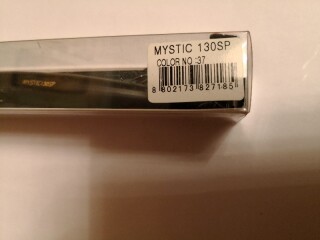 MYSTIC 130SP
COLOR NO :37
8 802173 827185